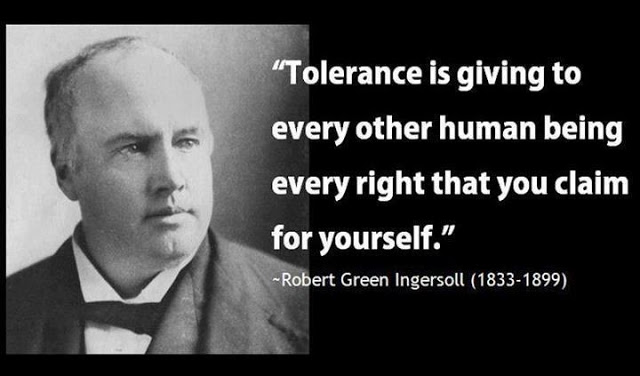 “Tolerance is giving to
every other human being
every right that you claim
for yourself.”
~Robert Green Ingersoll (1833-1899)